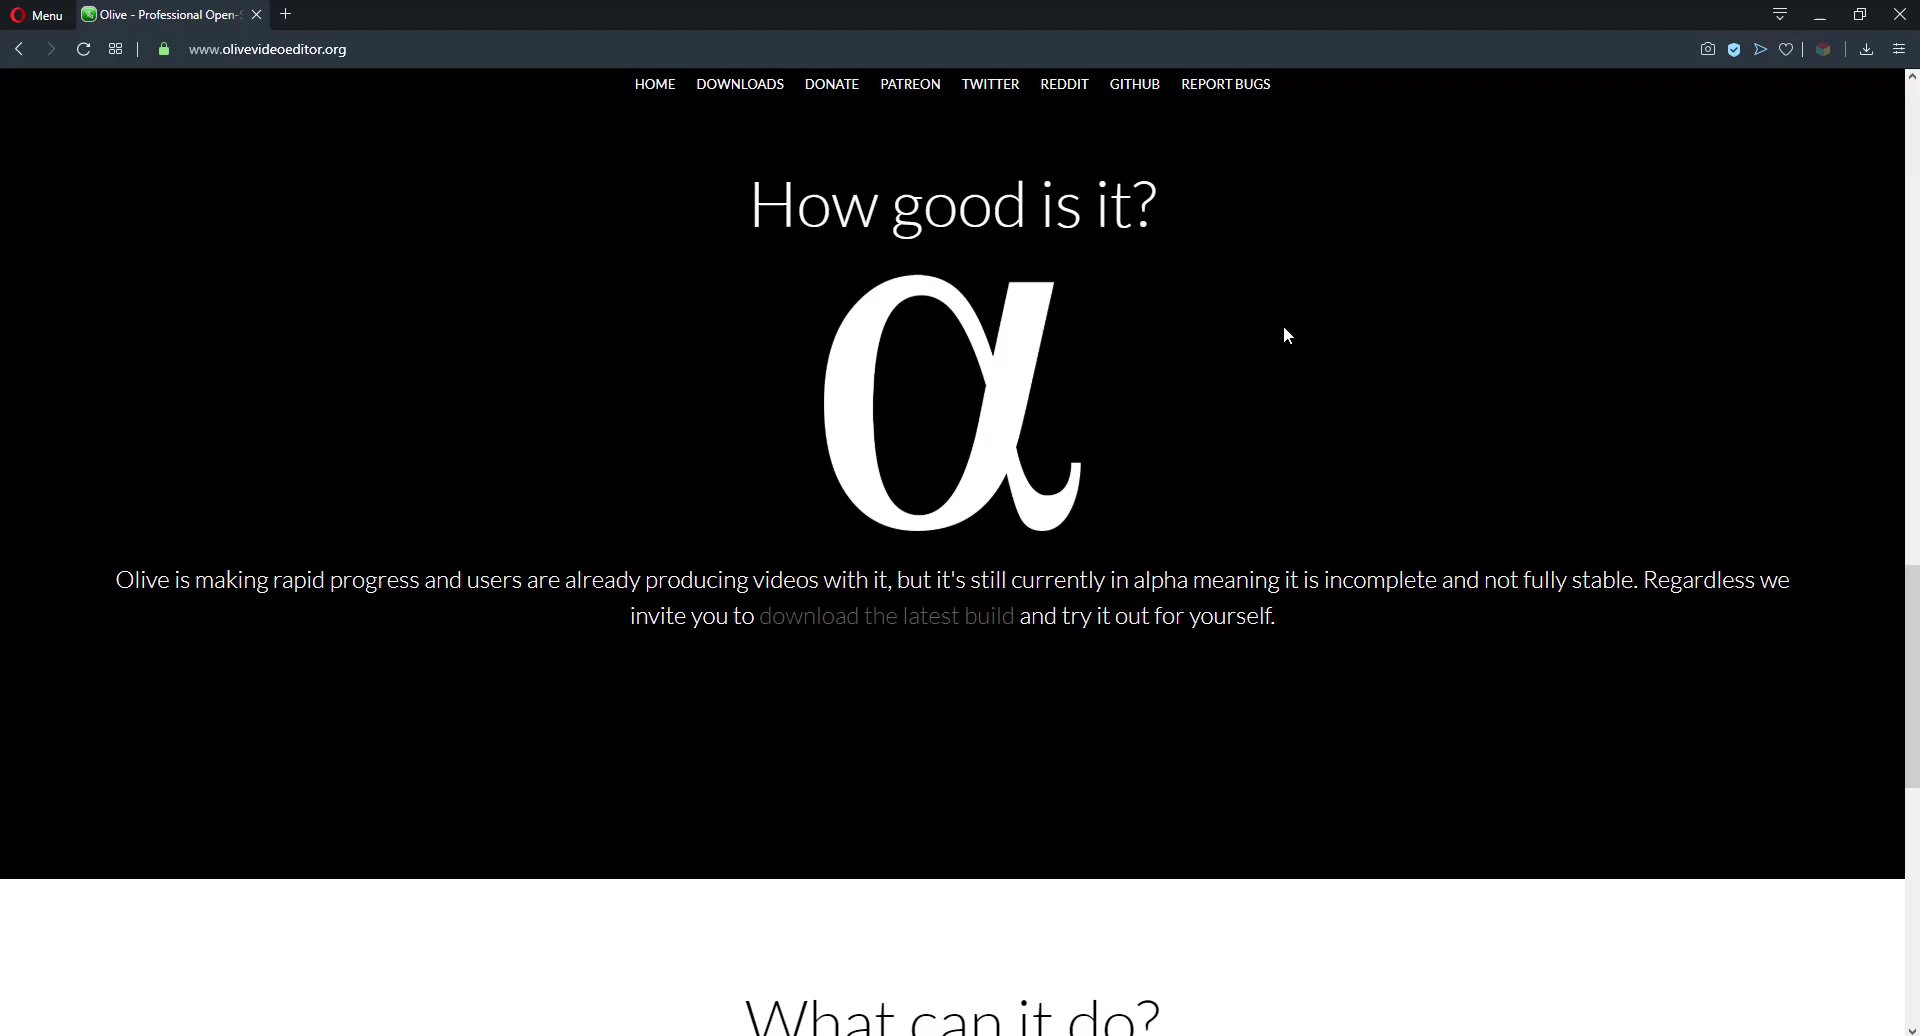 Menu
Olive - Professional Open-
www.olivevideoeditor.org
HOME DOWNLOADS DONATE PATREON TWITTER REDDIT GITHUB REPORT BUGS
How good is it?
α
Olive is making rapid progress and users are already producing videos with it, but it's still currently in alpha meaning it is incomplete and not fully stable. Regardless we
invite you to download the latest build and try it out for yourself.
What can it do?